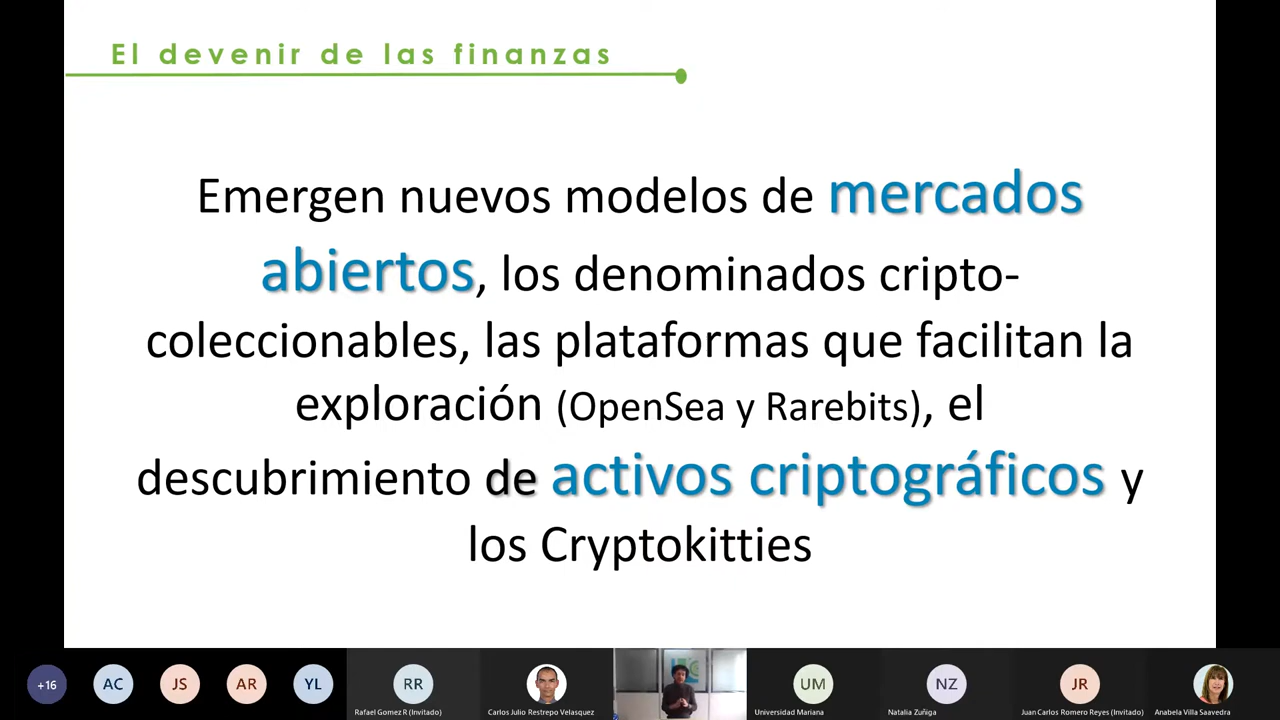 El devenir de las finanzas
Emergen nuevos modelos de mercados
abiertos, los denominados cripto-
coleccionables, las plataformas que facilitan la
exploración (OpenSea y Rarebits), el
descubrimiento de activos criptográficos y
los Cryptokitties
+16
AC
JS
AR
YL
RR
UM
NZ
JR
Rafael Gomez R (Invitado)
Carlos Julio Restrepo Velasquez
Universidad Mariana
Natalia Zuñiga
Juan Carlos Romero Reyes (Invitado)
Anabela Villa Saavedra